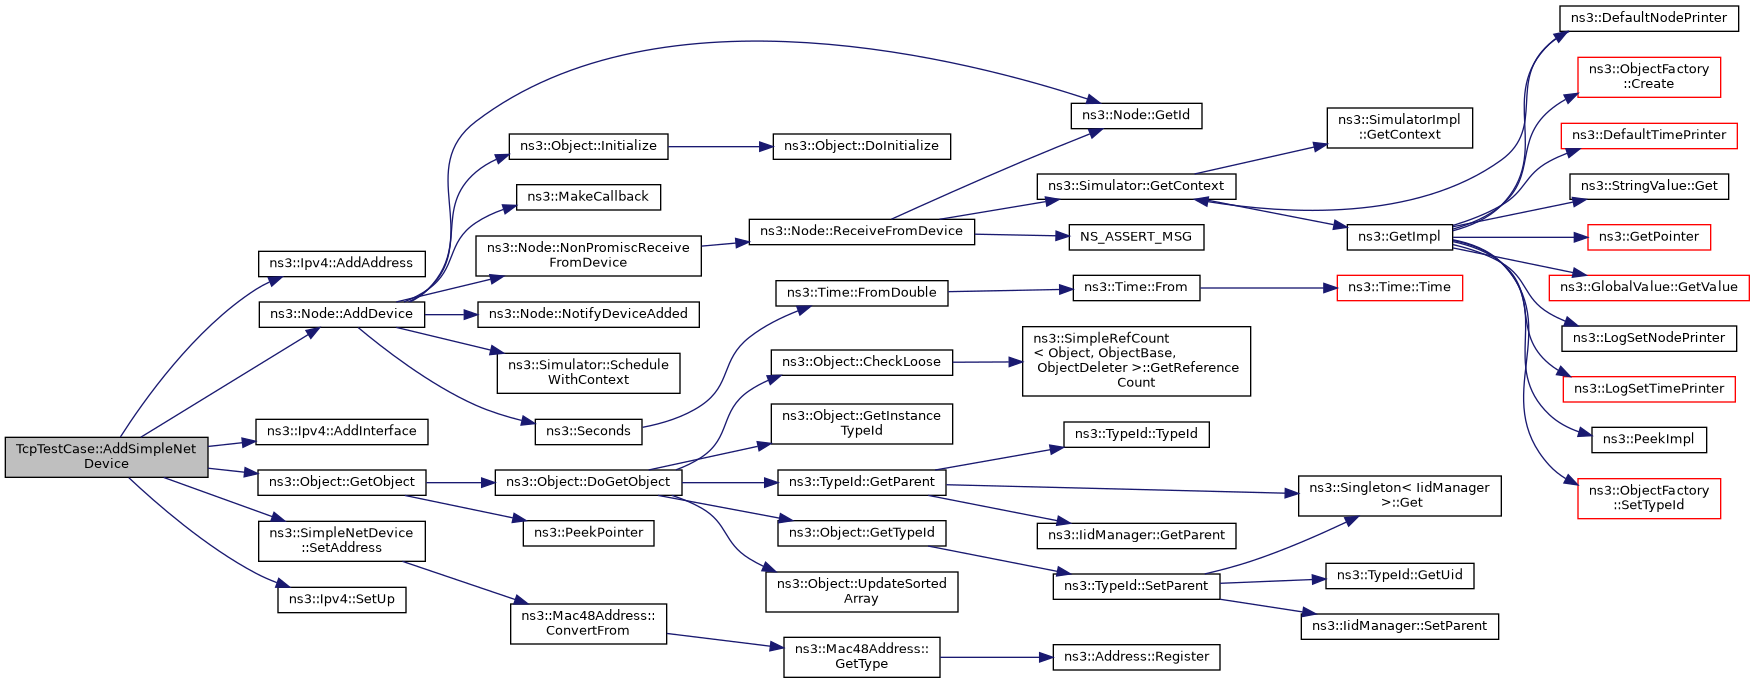 TcpTestCase::AddSimpleNet
Device
ns3::Ipv4::AddAddress
ns3::Node::AddDevice
ns3::Ipv4::AddInterface
ns3::Object::GetObject
ns3::SimpleNetDevice
::SetAddress
ns3::Ipv4::SetUp
ns3::Object::Initialize
ns3::MakeCallback
ns3::Node::NonPromiscReceive
FromDevice
ns3::Node::NotifyDeviceAdded
ns3::Simulator::Schedule
WithContext
ns3::Seconds
ns3::Object::DoGetObject
ns3::PeekPointer
ns3::Mac48Address::
ConvertFrom
ns3::Object::DoInitialize
ns3::Node::ReceiveFromDevice
ns3::Time::FromDouble
ns3::Object::CheckLoose
ns3::Object::GetInstance
TypeId
ns3::TypeId::GetParent
ns3::Object::GetTypeId
ns3::Object::UpdateSorted
Array
ns3::Mac48Address::
GetType
ns3::Node::GetId
ns3::Simulator::GetContext
NS_ASSERT_MSG
ns3::Time::From
ns3::SimpleRefCount
< Object, ObjectBase,
ObjectDeleter >::GetReference
Count
ns3::TypeId::TypeId
ns3::IidManager::GetParent
ns3::TypeId::SetParent
ns3::Address::Register
ns3::SimulatorImpl
::GetContext
ns3::GetImpl
ns3::Time::Time
ns3::Singleton< IidManager
>::Get
ns3::TypeId::GetUid
ns3::IidManager::SetParent
ns3::DefaultNodePrinter
ns3::ObjectFactory
::Create
ns3::DefaultTimePrinter
ns3::StringValue::Get
ns3::GetPointer
ns3::GlobalValue::GetValue
ns3::LogSetNodePrinter
ns3::LogSetTimePrinter
ns3::PeekImpl
ns3::ObjectFactory
::SetTypeId